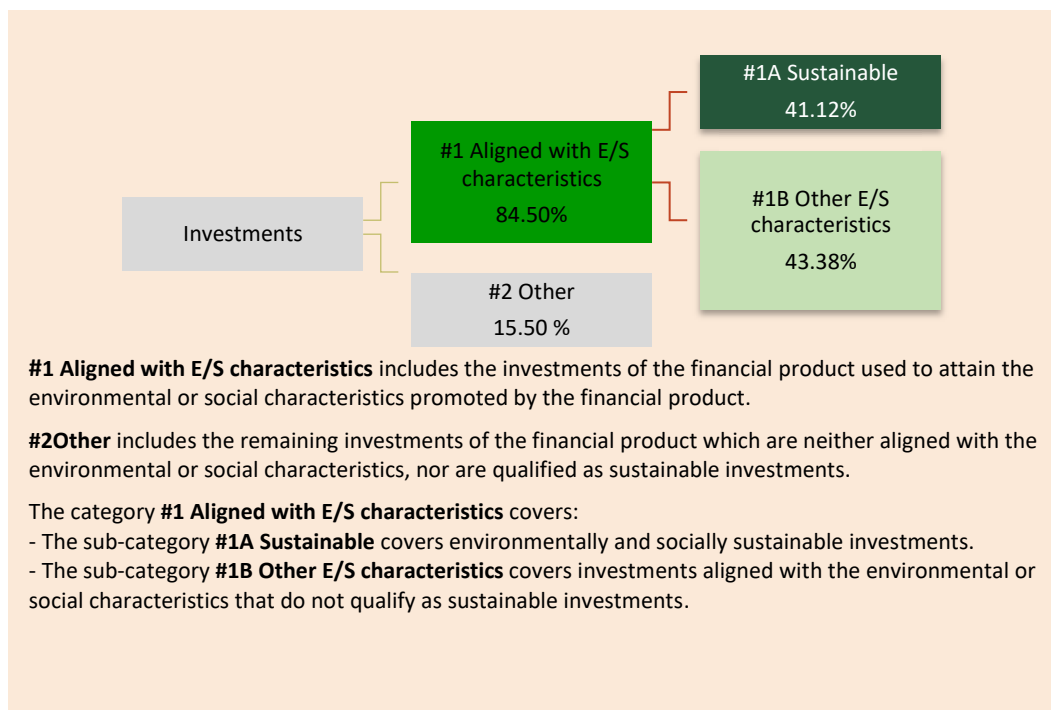 #1A Sustainable
41.12%
#1 Aligned with E/S
characteristics
84.50%
#1B Other E/S
characteristics
43.38%
Investments
#2 Other
15.50 %
#1 Aligned with E/S characteristics includes the investments of the financial product used to attain the
environmental or social characteristics promoted by the financial product.
#2Other includes the remaining investments of the financial product which are neither aligned with the
environmental or social characteristics, nor are qualified as sustainable investments.
The category #1 Aligned with E/S characteristics covers:
- The sub-category #1A Sustainable covers environmentally and socially sustainable investments.
- The sub-category #1B Other E/S characteristics covers investments aligned with the environmental or
social characteristics that do not qualify as sustainable investments.